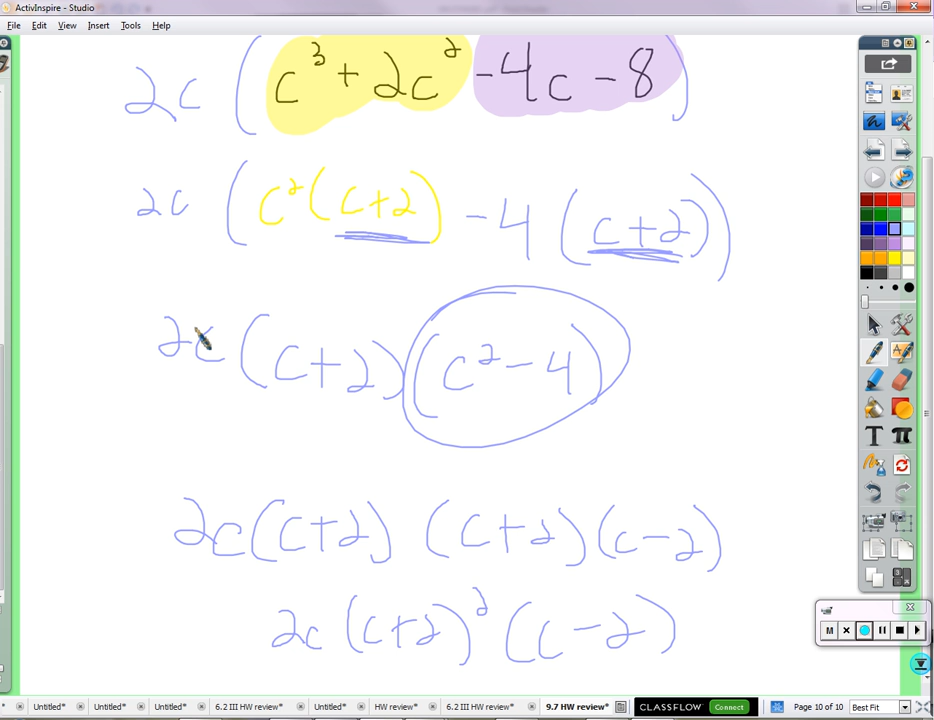 ActivInspire - Studio
File Edit View Insert Tools Help
2c (c³ + 2c² -4c - 8)
2c (c² (c+2) - 4 (c+2))
2c (c+2) (c² - 4)
2c (c+2) (c+2) (c-2)
2c (c+2)² (c-2)
M
Untitled* Untitled* Untitled* 6.2 III HW review* Untitled* HW review* 6.2 III HW review* 9.7 HW review* CLASSFLOW Connect Page 10 of 10 Best Fit